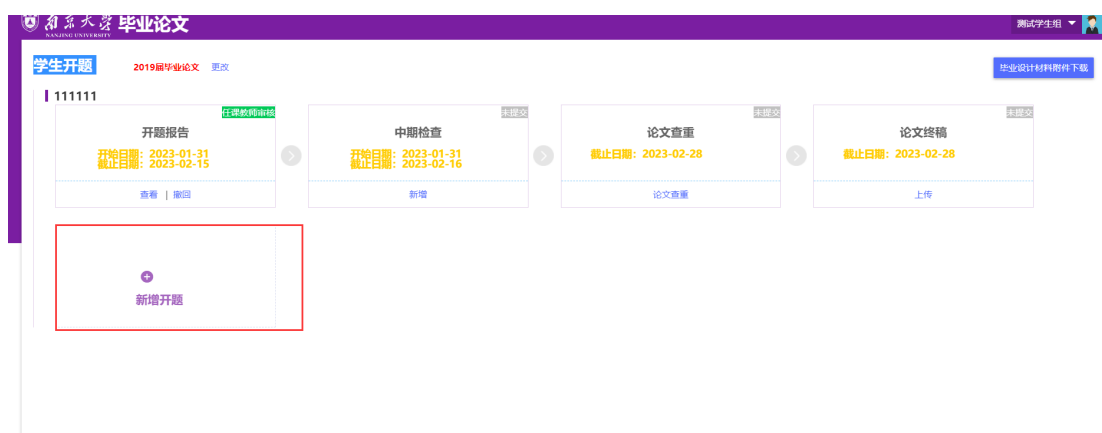 南京大学 毕业论文
NANJING UNIVERSITY
测试学生组
学生开题 2019届毕业论文 更改
毕业设计材料附件下载
111111
任课教师审核
开题报告
开始日期：2023-01-31
截止日期：2023-02-15
查看 | 撤回
未提交
中期检查
开始日期：2023-01-31
截止日期：2023-02-16
新增
未提交
论文查重
截止日期：2023-02-28
论文查重
未提交
论文终稿
截止日期：2023-02-28
上传
新增开题